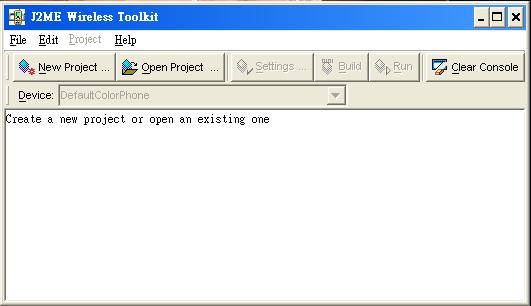 J2ME Wireless Toolkit
File Edit Project Help
New Project ... Open Project ... Settings ... Build Run Clear Console
Device: DefaultColorPhone
Create a new project or open an existing one